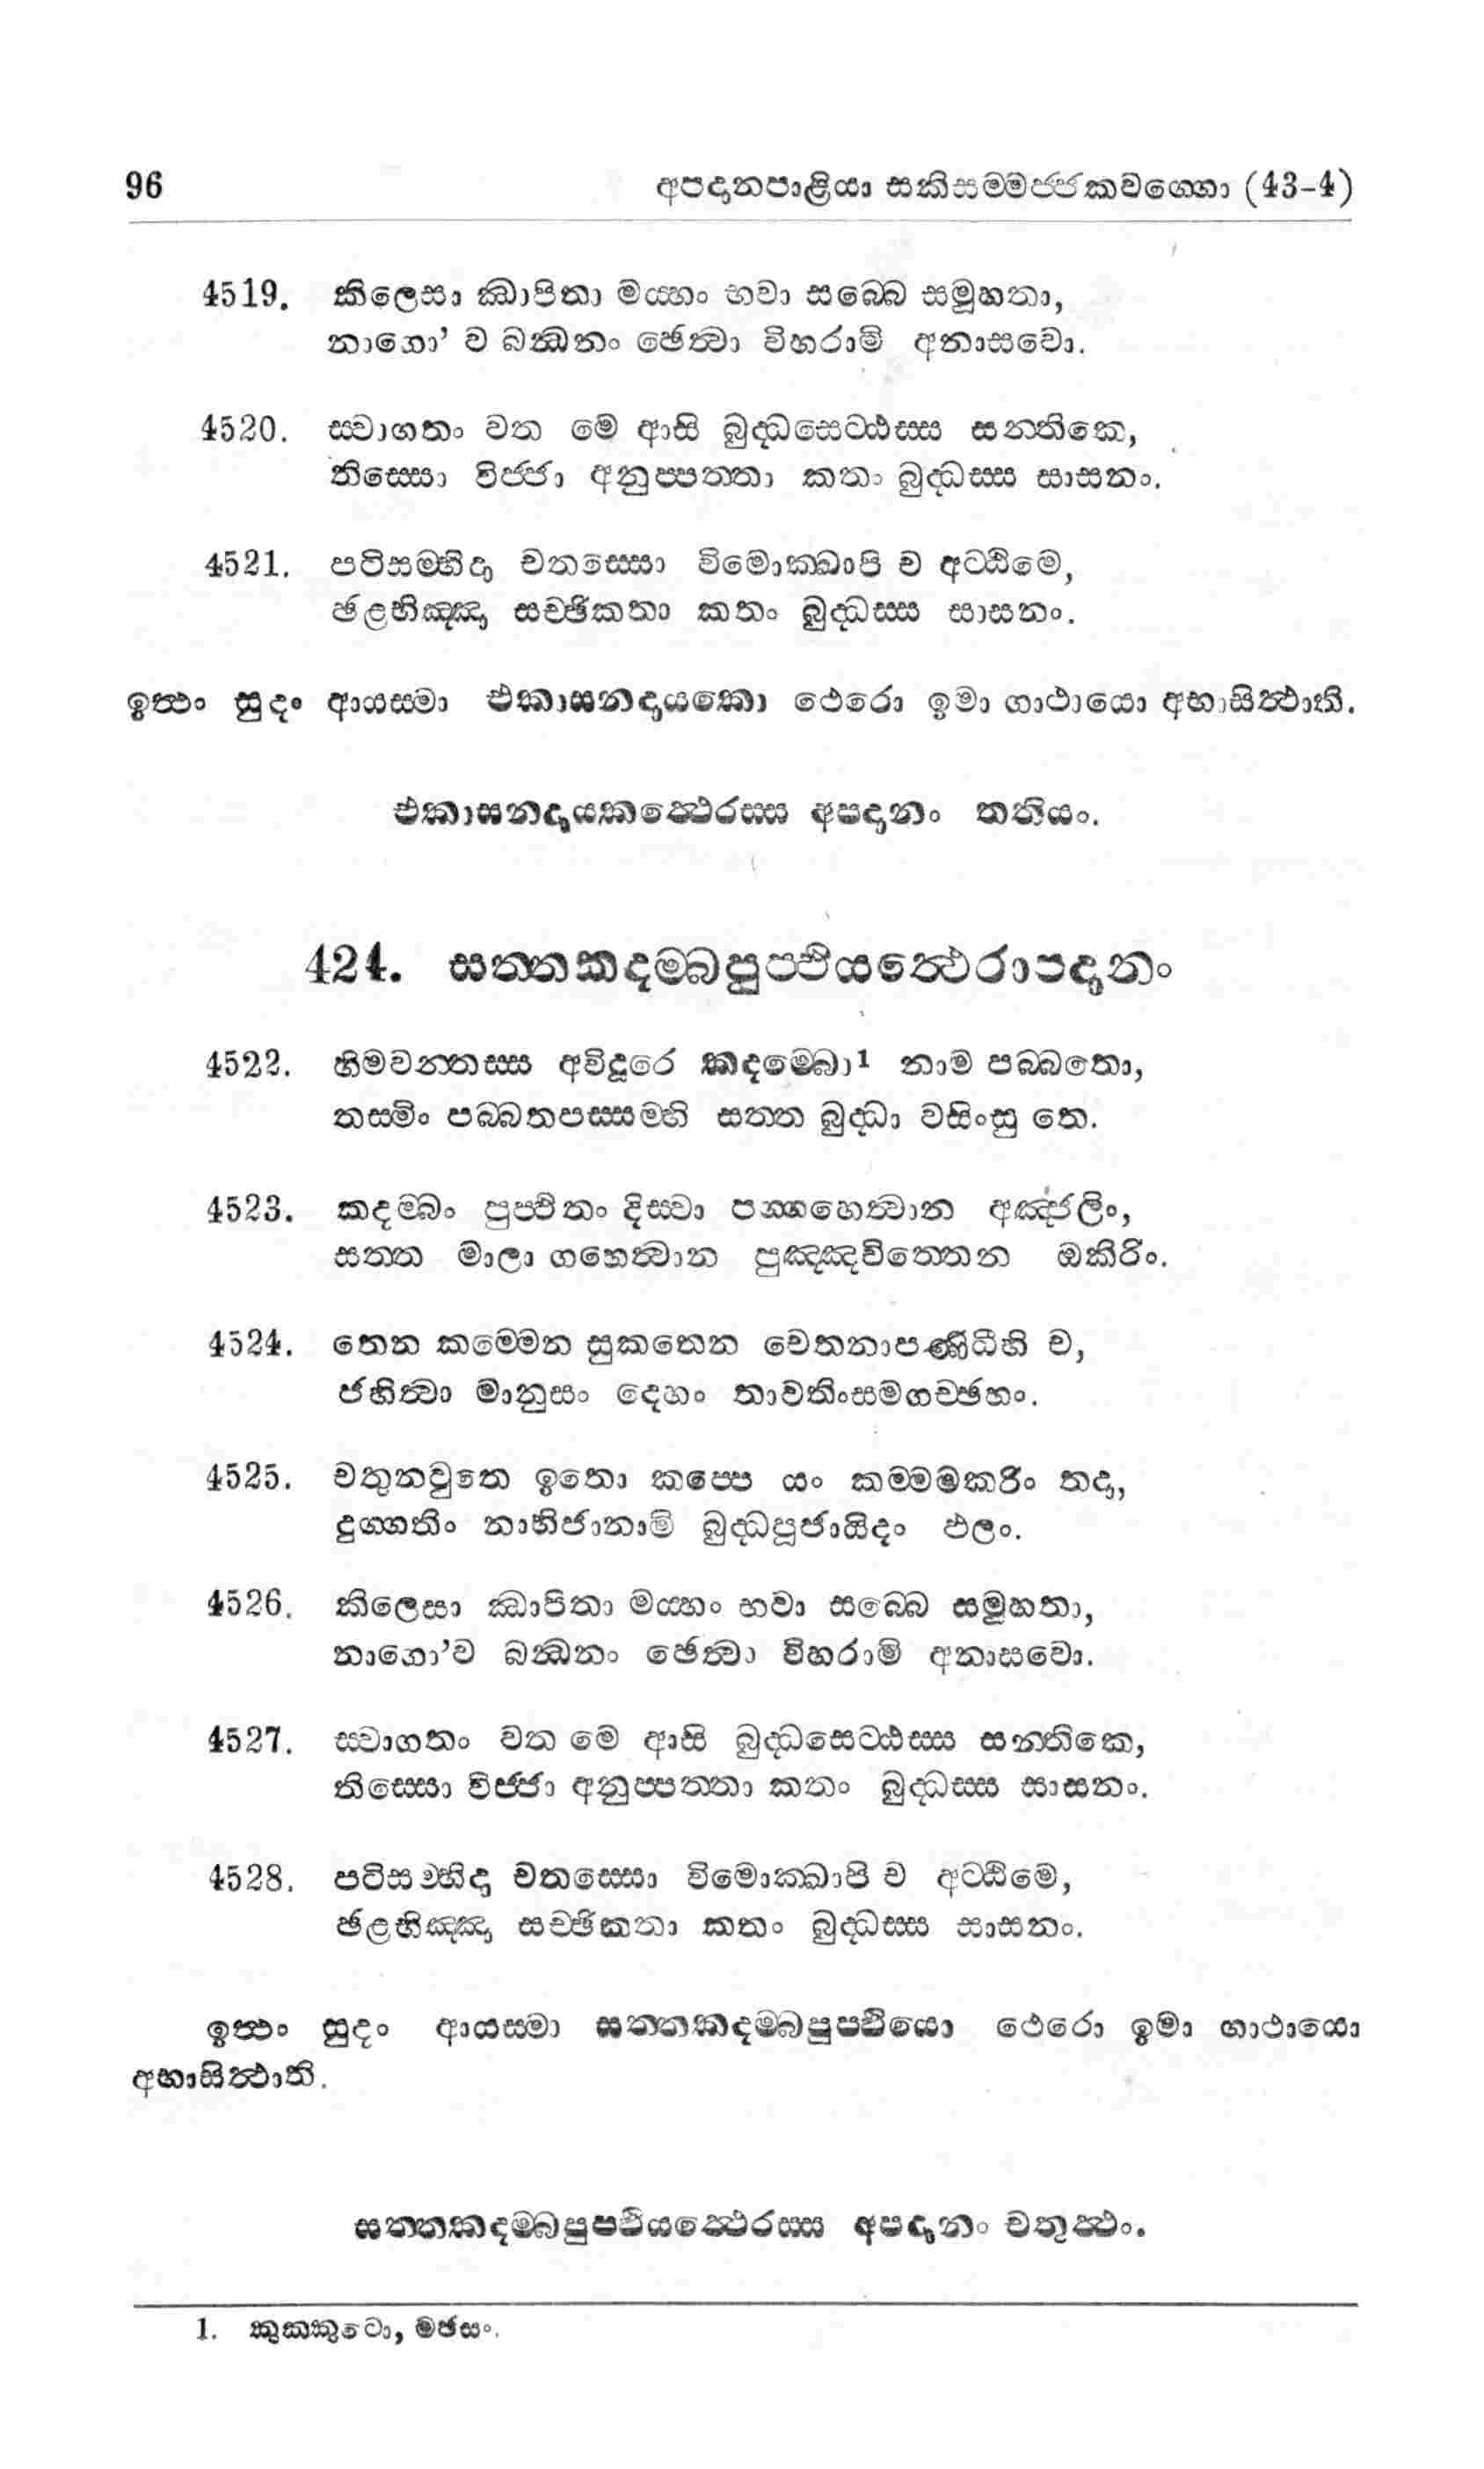 96 අපදානපාළියා සකිංසම්මජ්ජකවග්ගො (43-4)
4519. කිලෙසා ඣාපිතා මය්හං භවා සබ්බෙ සමූහතා,
නාගො’ ව බන්ධනං ඡෙත්වා විහරාමි අනාසවො.
4520. ස්වාගතං වත මෙ ආසි බුද්ධසෙට්ඨස්ස සන්තිකෙ,
තිස්සො විජ්ජා අනුප්පත්තා කතං බුද්ධස්ස සාසනං.
4521. පටිසම්භිදා චතස්සො විමොක්ඛාපි ච අට්ඨිමෙ,
ඡළභිඤ්ඤා සච්ඡිකතා කතං බුද්ධස්ස සාසනං.
ඉත්ථං සුදං ආයස්මා එකාසනදායකො ථෙරො ඉමා ගාථායො අභාසිත්ථාති.
එකාසනදායකත්ථෙරස්ස අපදානං තතියං.
424. සත්තකදම්බපුප්ඵියත්ථෙරාපදානං
4522. හිමවන්තස්ස අවිදූරෙ කදම්බො1 නාම පබ්බතො,
තස්මිං පබ්බතපස්සම්හි සත්ත බුද්ධා වසිංසු තෙ.
4523. කදම්බං පුප්ඵිතං දිස්වා පග්ගහෙත්වාන අඤ්ජලිං,
සත්ත මාලා ගහෙත්වාන පුඤ්ඤචිත්තෙන ඔකිරිං.
4524. තෙන කම්මෙන සුකතෙන චෙතනාපණිධීහි ච,
ජහිත්වා මානුසං දෙහං තාවතිංසමගච්ඡහං.
4525. චතුනවුතෙ ඉතො කප්පෙ යං කම්මමකරිං තදා,
දුග්ගතිං නාභිජානාමි බුද්ධපූජායිදං ඵලං.
4526. කිලෙසා ඣාපිතා මය්හං භවා සබ්බෙ සමූහතා,
නාගො’ව බන්ධනං ඡෙත්වා විහරාමි අනාසවො.
4527. ස්වාගතං වත මෙ ආසි බුද්ධසෙට්ඨස්ස සන්තිකෙ,
තිස්සො විජ්ජා අනුප්පත්තා කතං බුද්ධස්ස සාසනං.
4528. පටිසම්භිදා චතස්සො විමොක්ඛාපි ච අට්ඨිමෙ,
ඡළභිඤ්ඤා සච්ඡිකතා කතං බුද්ධස්ස සාසනං.
ඉත්ථං සුදං ආයස්මා සත්තකදම්බපුප්ඵියො ථෙරො ඉමා ගාථායො
අභාසිත්ථාති.
සත්තකදම්බපුප්ඵියත්ථෙරස්ස අපදානං චතුත්ථං.
1. කුක්කුටො, මඡසං.